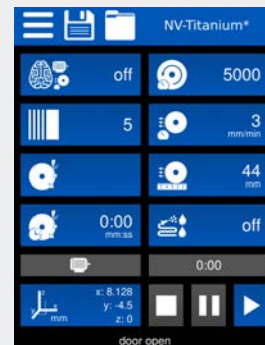 NV-Titanium*
off
5000
5
3
mm/min
44
mm
0:00
mm:ss
off
0:00
x: 8.128
y: -4.5
z: 0
mm
door open